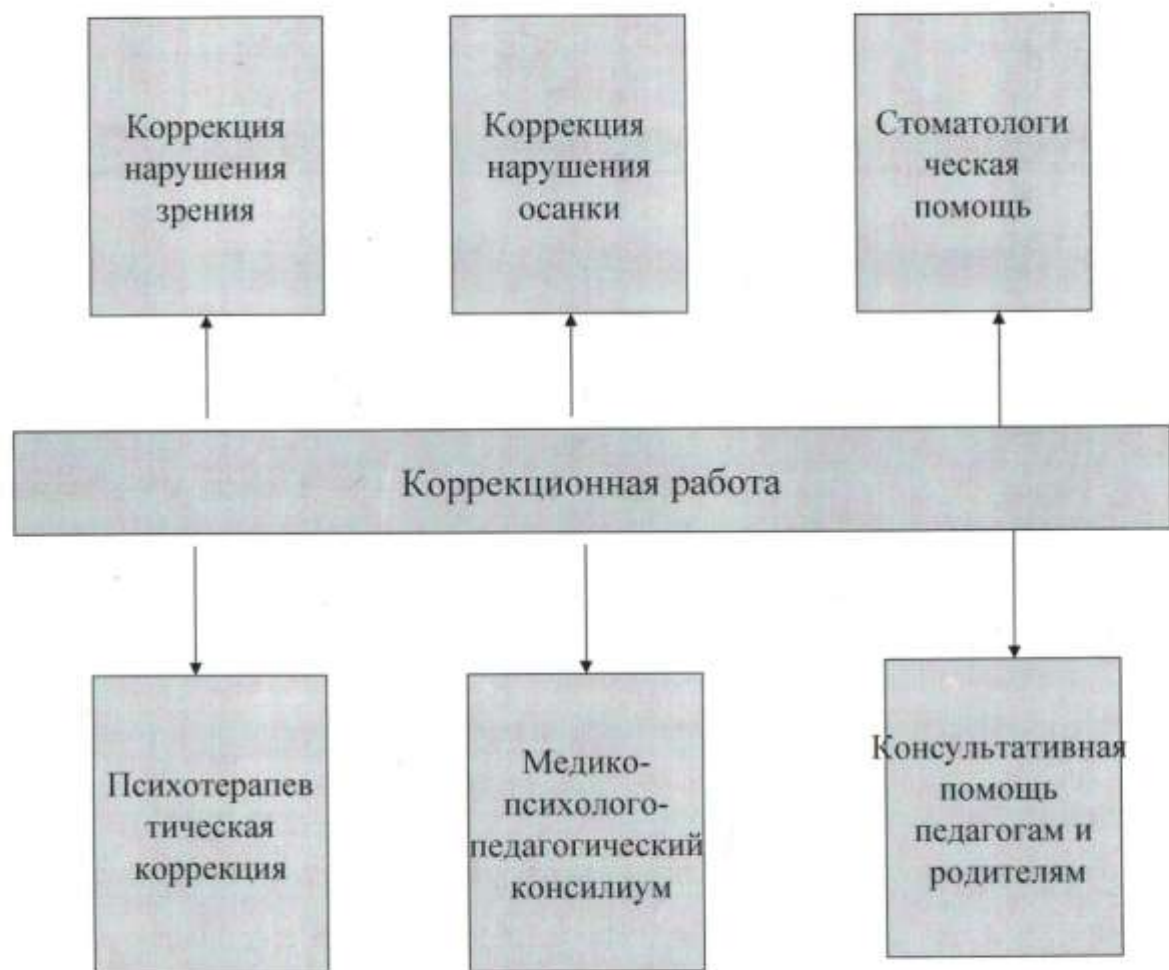 Коррекция
нарушения
зрения
Коррекция
нарушения
осанки
Стоматологи
ческая
помощь
Коррекционная работа
Психотерапев
тическая
коррекция
Медико-
психолого-
педагогический
консилиум
Консультативная
помощь
педагогам и
родителям